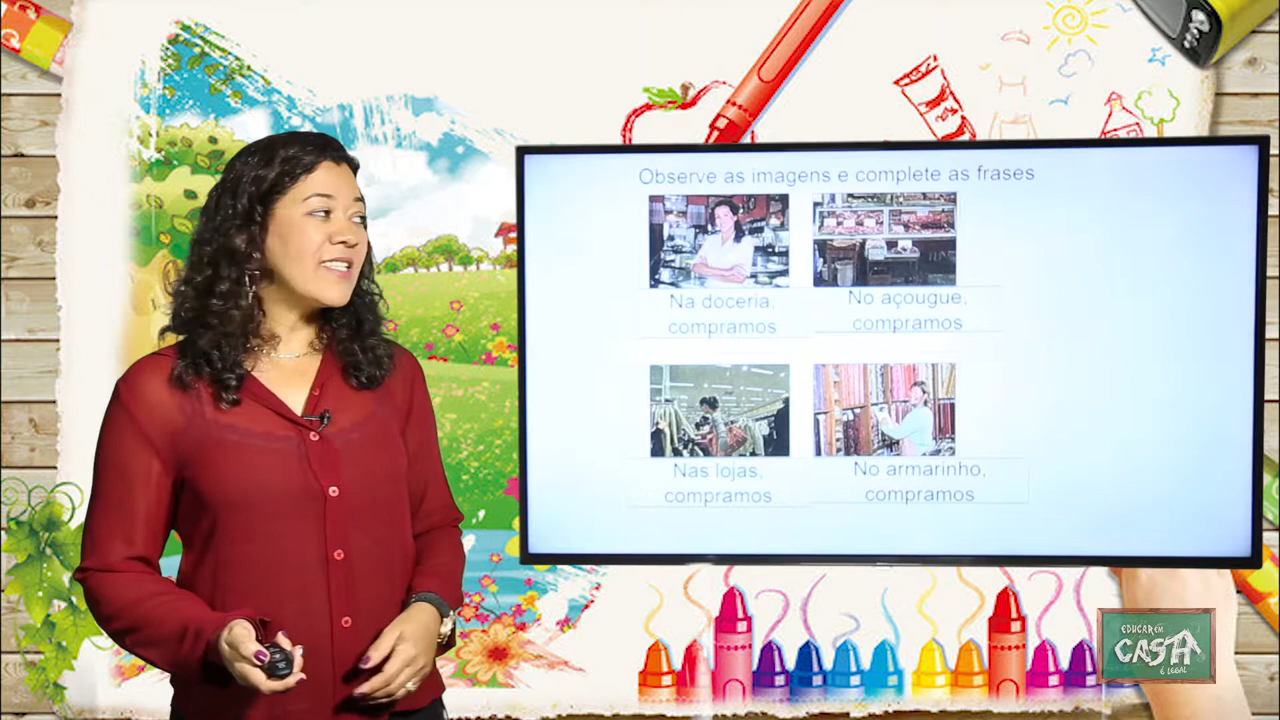 Observe as imagens e complete as frases
Na doceria,
compramos
No açougue,
compramos
Nas lojas,
compramos
No armarinho,
compramos
EDUCAR EM
CASA
É LEGAL